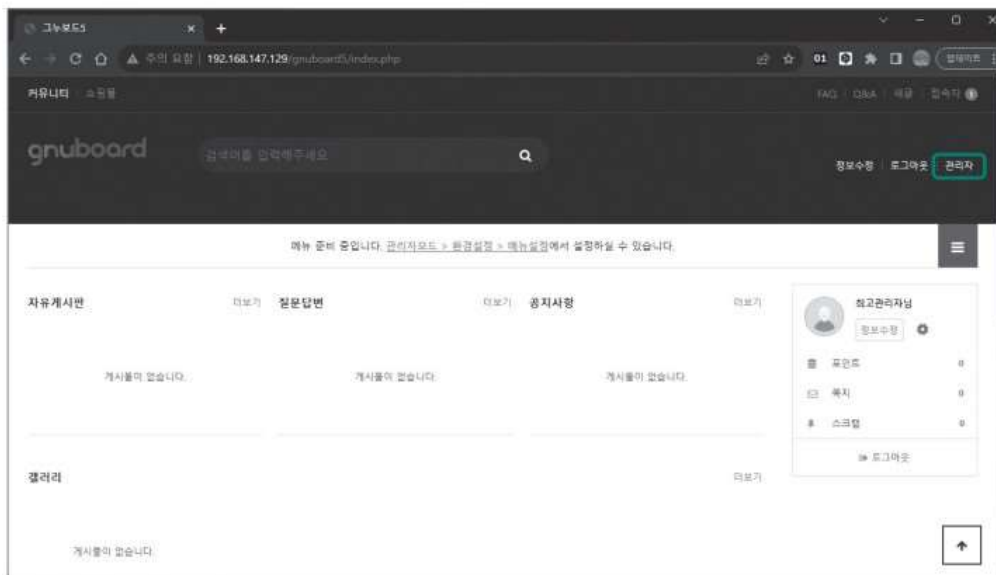 그누보드5
주의 요함 | 192.168.147.129/gnuboard5/index.php
01 업데이트
커뮤니티 쇼핑몰
FAQ Q&A 새글 접속자 1
gnuboard
검색어를 입력해주세요
정보수정 로그아웃 관리자
메뉴 준비 중입니다. 관리자모드 > 환경설정 > 메뉴설정에서 설정하실 수 있습니다.
자유게시판 더보기 질문답변 더보기 공지사항 더보기
게시물이 없습니다. 게시물이 없습니다. 게시물이 없습니다.
최고관리자님
정보수정
포인트 0
쪽지 0
스크랩 0
로그아웃
갤러리 더보기
게시물이 없습니다.